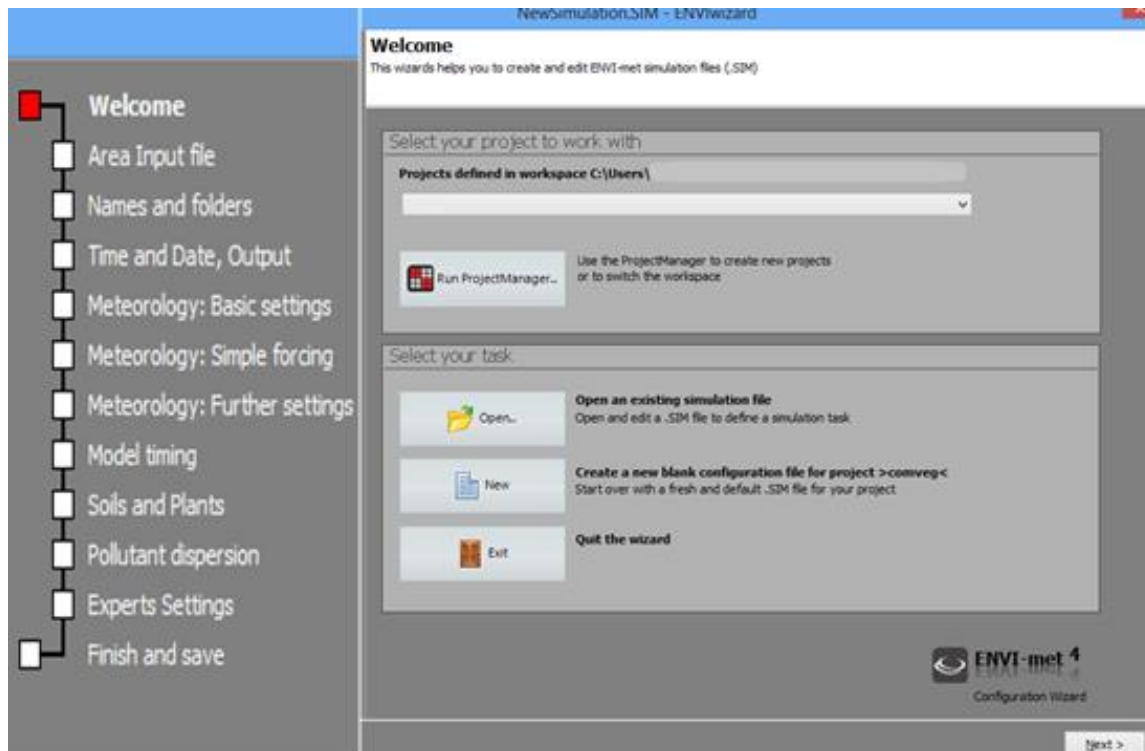 NewSimulation.SIM - ENVIwizard
Welcome
This wizards helps you to create and edit ENVI-met simulation files (.SIM)
Welcome
Area Input file
Names and folders
Time and Date, Output
Meteorology: Basic settings
Meteorology: Simple forcing
Meteorology: Further settings
Model timing
Soils and Plants
Pollutant dispersion
Experts Settings
Finish and save
Select your project to work with
Projects defined in workspace C:\Users\
Run ProjectManager...
Use the ProjectManager to create new projects
or to switch the workspace
Select your task
Open...
Open an existing simulation file
Open and edit a .SIM file to define a simulation task
New
Create a new blank configuration file for project >comveg<
Start over with a fresh and default .SIM file for your project
Exit
Quit the wizard
ENVI-met 4
Configuration Wizard
Next >